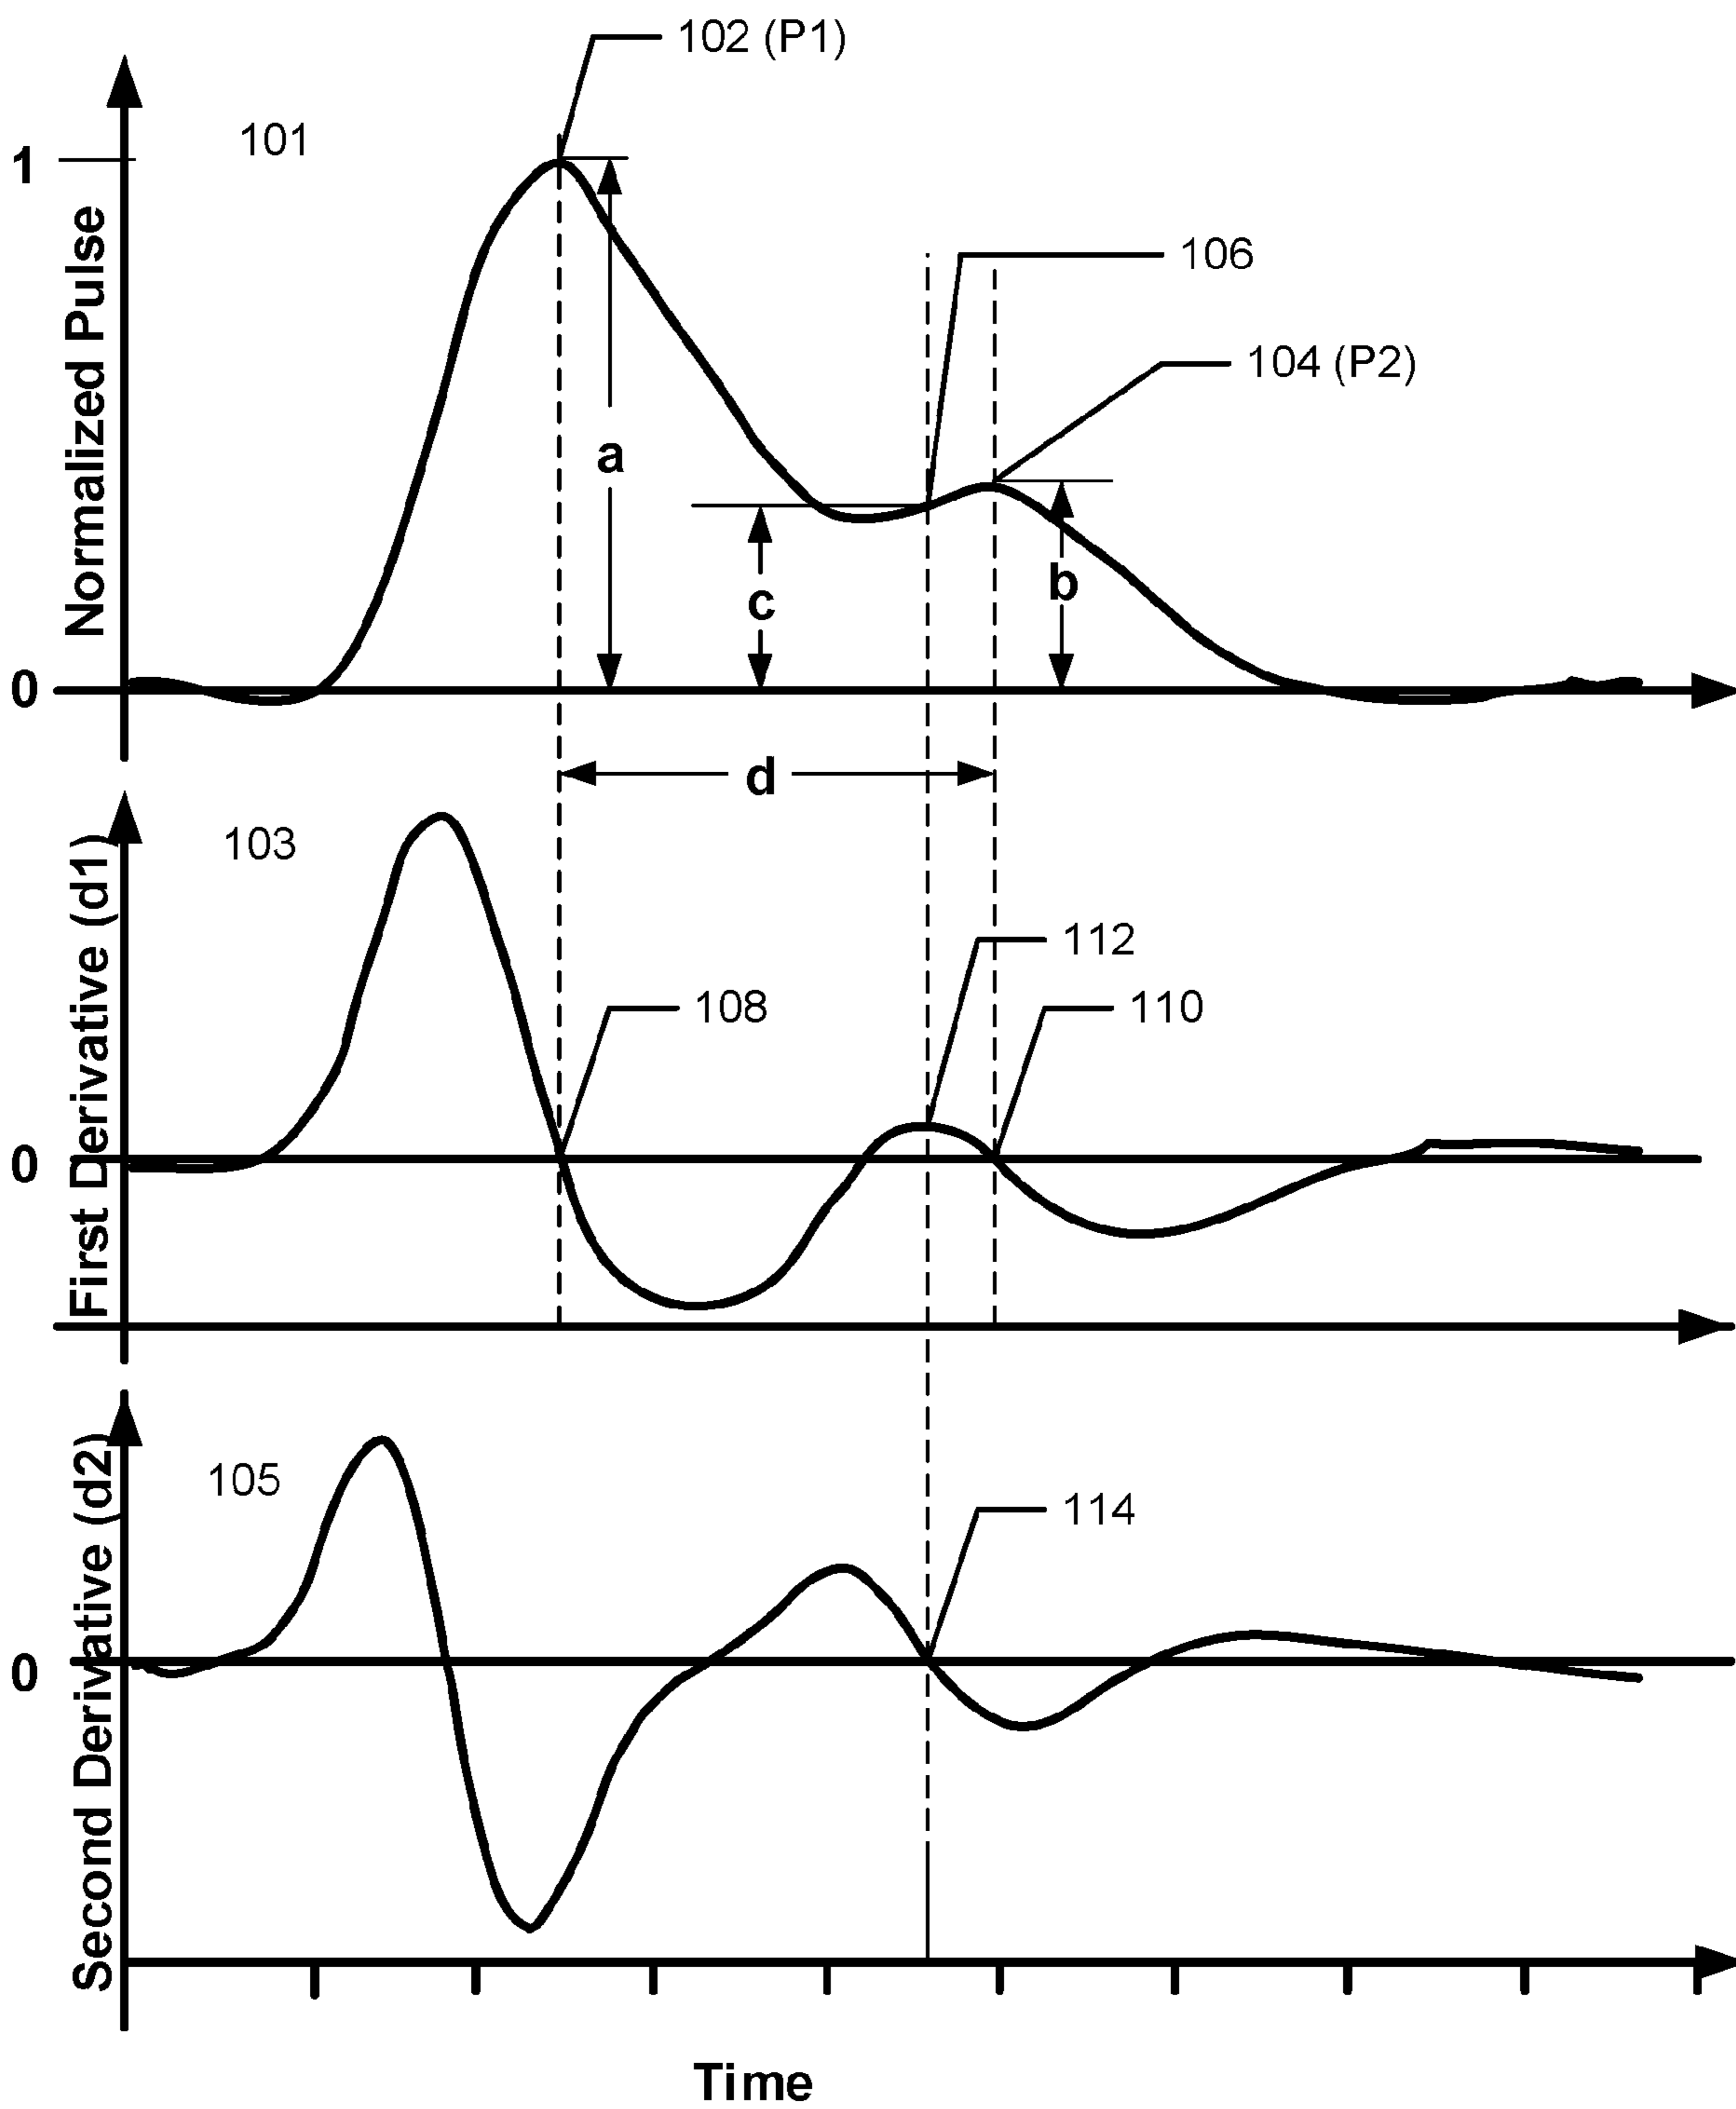 102 (P1)
101
1
106
104 (P2)
Normalized Pulse
a
b
c
0
d
103
First Derivative (d1)
112
108
110
0
105
Second Derivative (d2)
114
0
Time